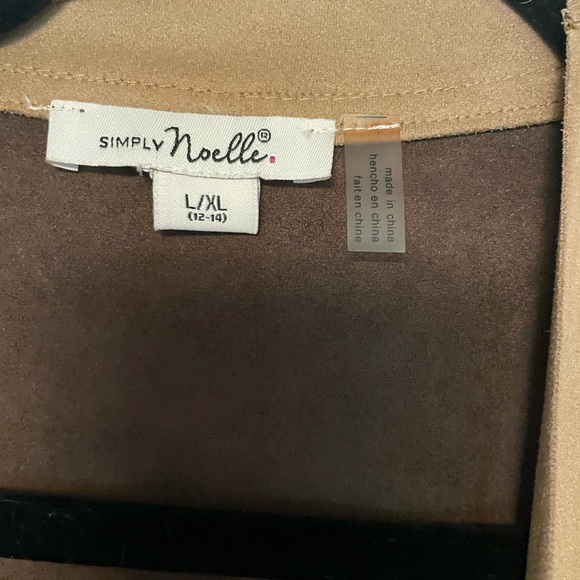 SIMPLY Noelle®.
L/XL
(12-14)
made in china
hencho en china
fait en chine